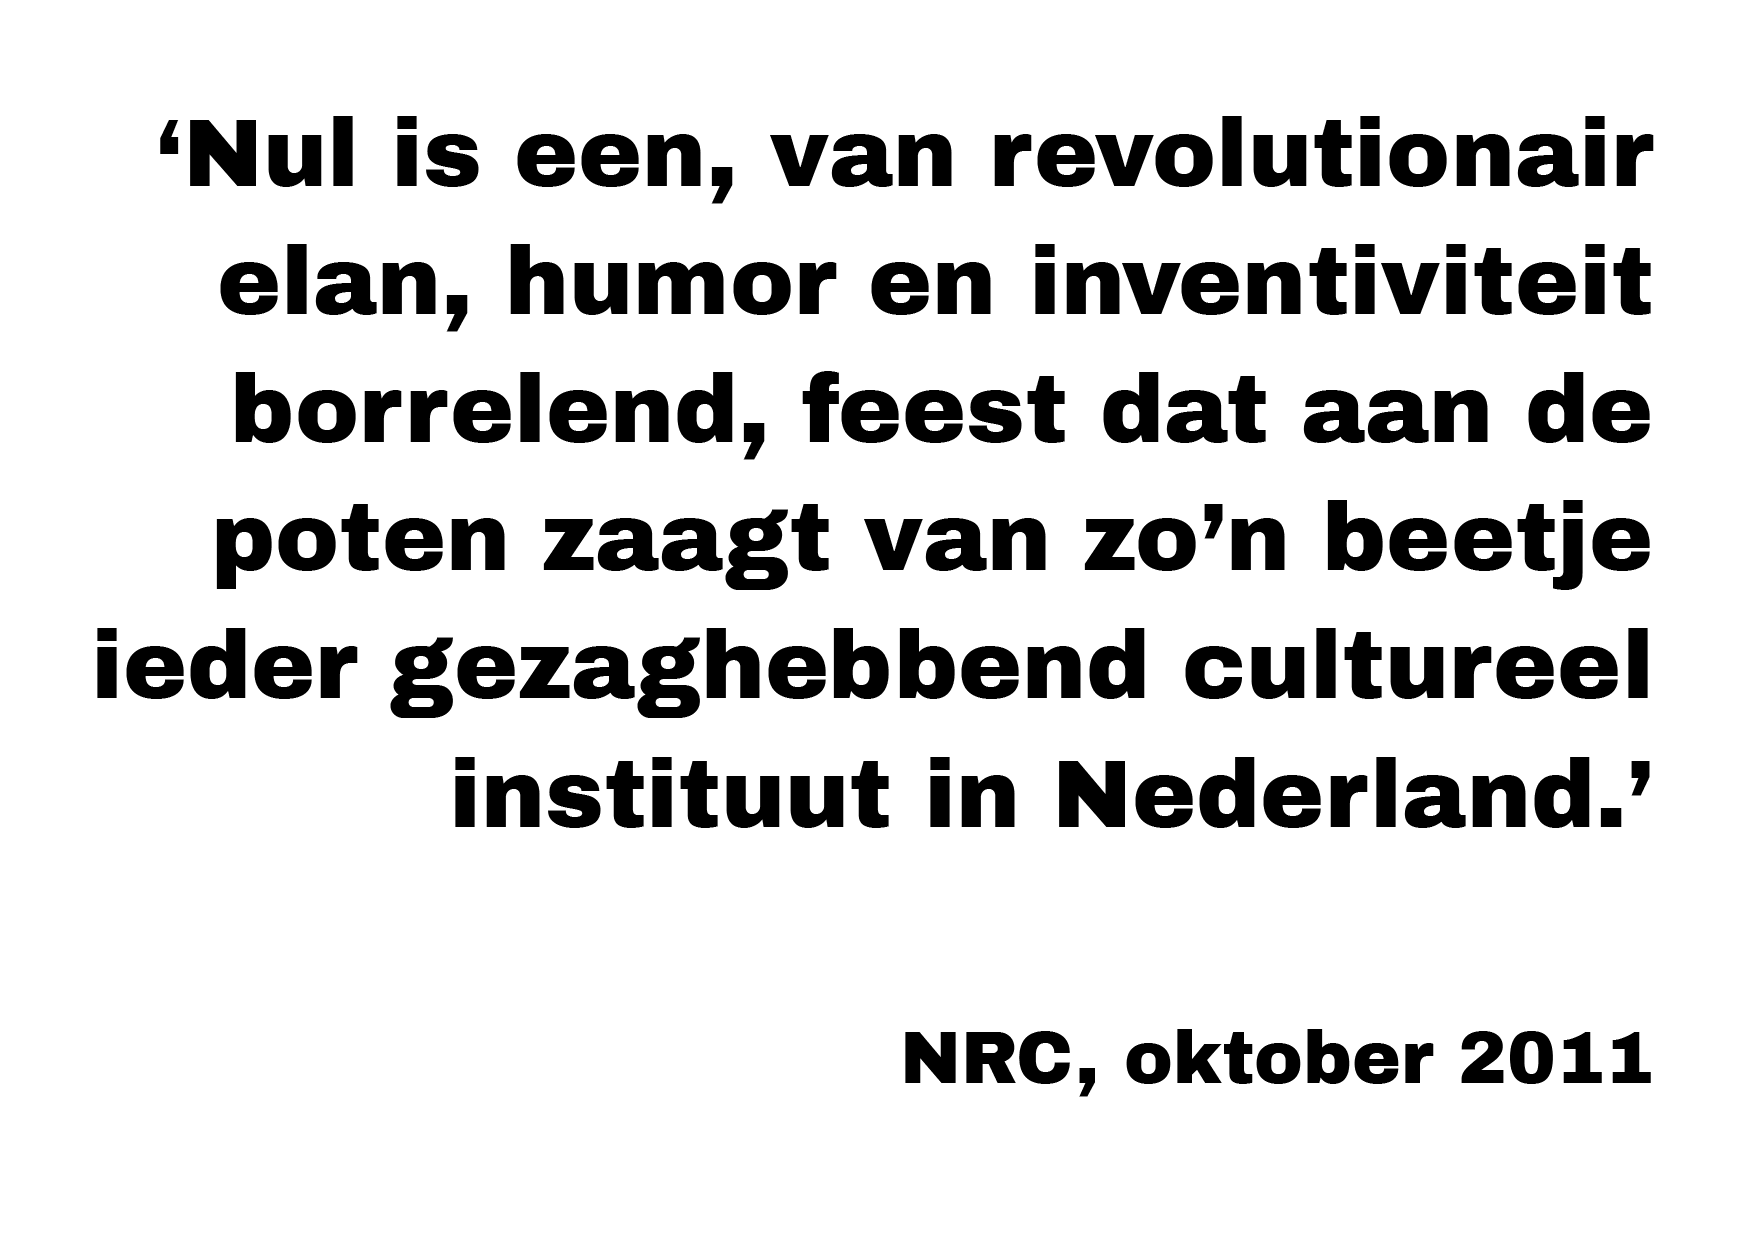 ‘Nul is een, van revolutionair
elan, humor en inventiviteit
borrelend, feest dat aan de
poten zaagt van zo’n beetje
ieder gezaghebbend cultureel
instituut in Nederland.’
NRC, oktober 2011